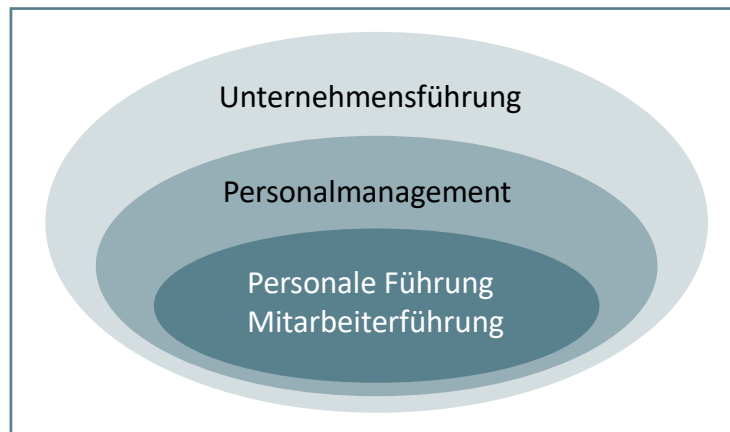 Unternehmensführung
Personalmanagement
Personale Führung
Mitarbeiterführung